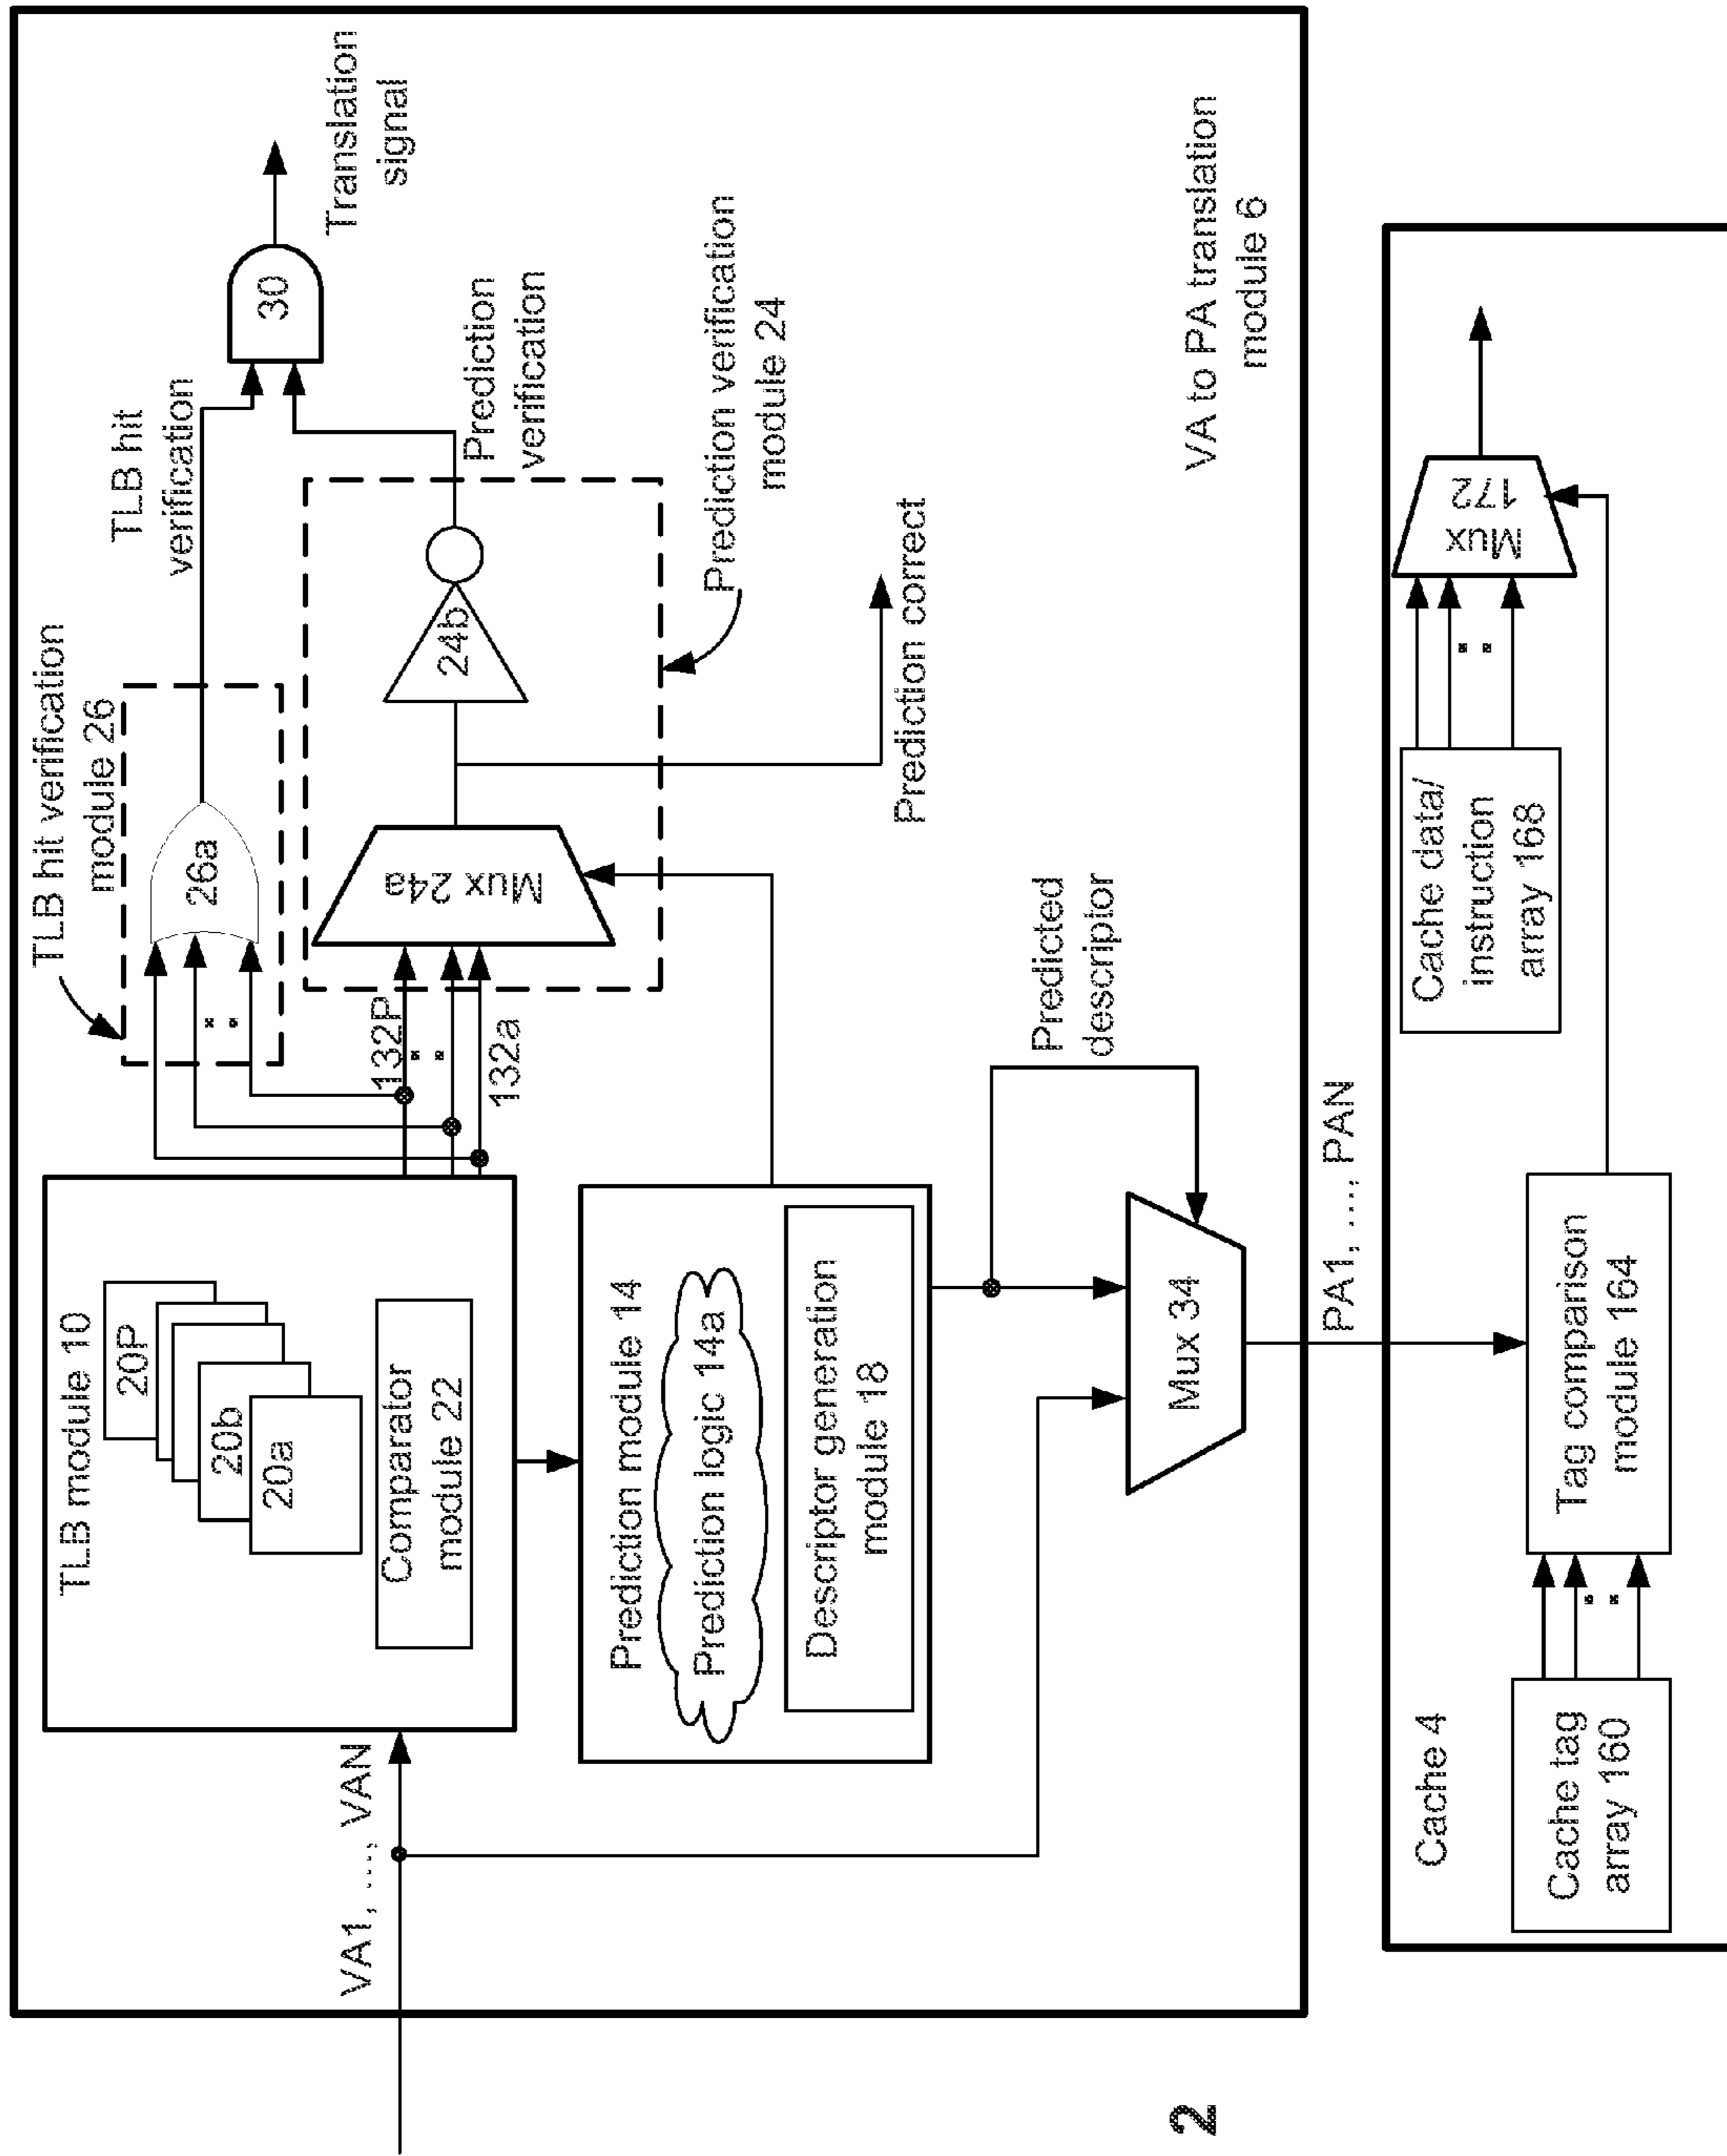 TLB hit verification
module 26
TLB hit
verification
Translation
signal
TLB module 10
20P
20b
20a
Comparator
module 22
26a
30
132P
132a
Mux 24a
24b
Prediction
verification
Prediction verification
module 24
Prediction correct
VA1, ...., VAN
Prediction module 14
Prediction logic 14a
Descriptor generation
module 18
Predicted
descriptor
Mux 34
VA to PA translation
module 6
PA1, ...., PAN
2
Cache 4
Cache tag
array 160
Tag comparison
module 164
Cache data/
instruction
array 168
Mux
172